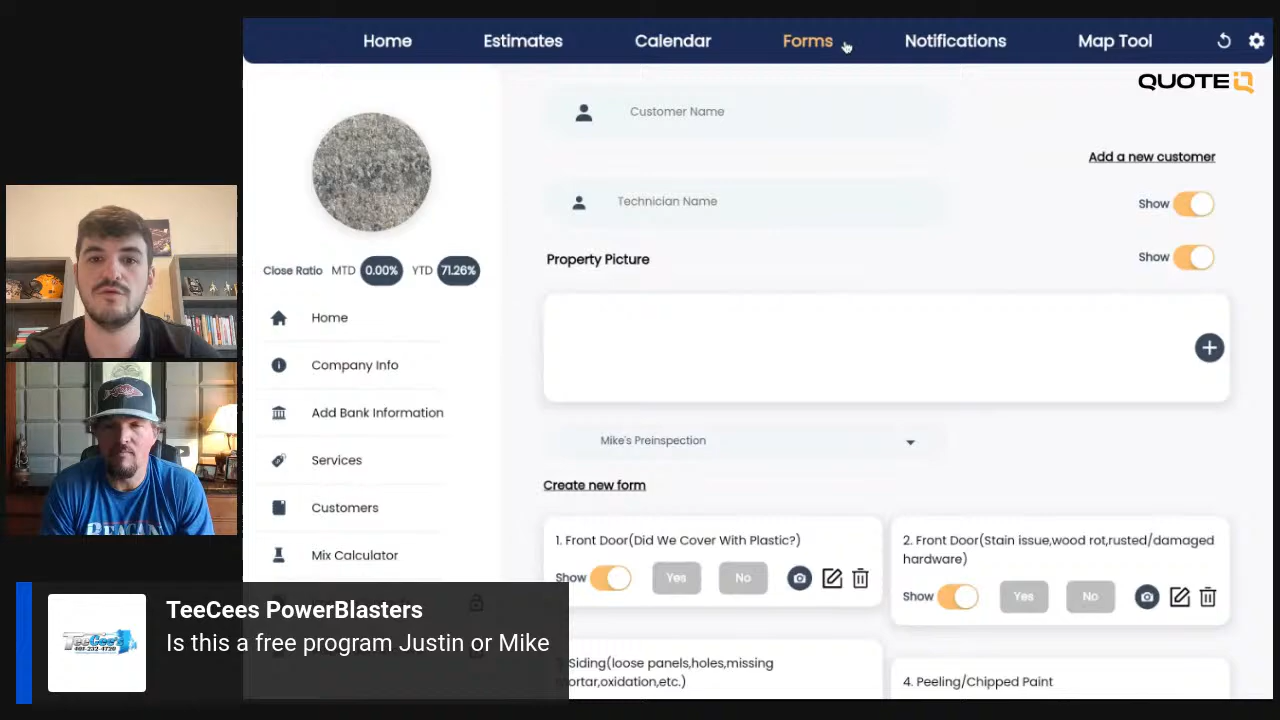 Home Estimates Calendar Forms Notifications Map Tool
QUOTEIQ
Customer Name
Add a new customer
Technician Name
Show
Property Picture
Show
Close Ratio MTD 0.00% YTD 71.26%
Home
Company Info
Add Bank Information
Services
Customers
Mix Calculator
Mike's Preinspection
Create new form
1. Front Door(Did We Cover With Plastic?)
Show Yes No
2. Front Door(Stain issue,wood rot,rusted/damaged
hardware)
Show Yes No
Siding(loose panels,holes,missing
ortar,oxidation,etc.)
4. Peeling/Chipped Paint
TeeCees PowerBlasters
Is this a free program Justin or Mike
TeeCee's
REAGAN